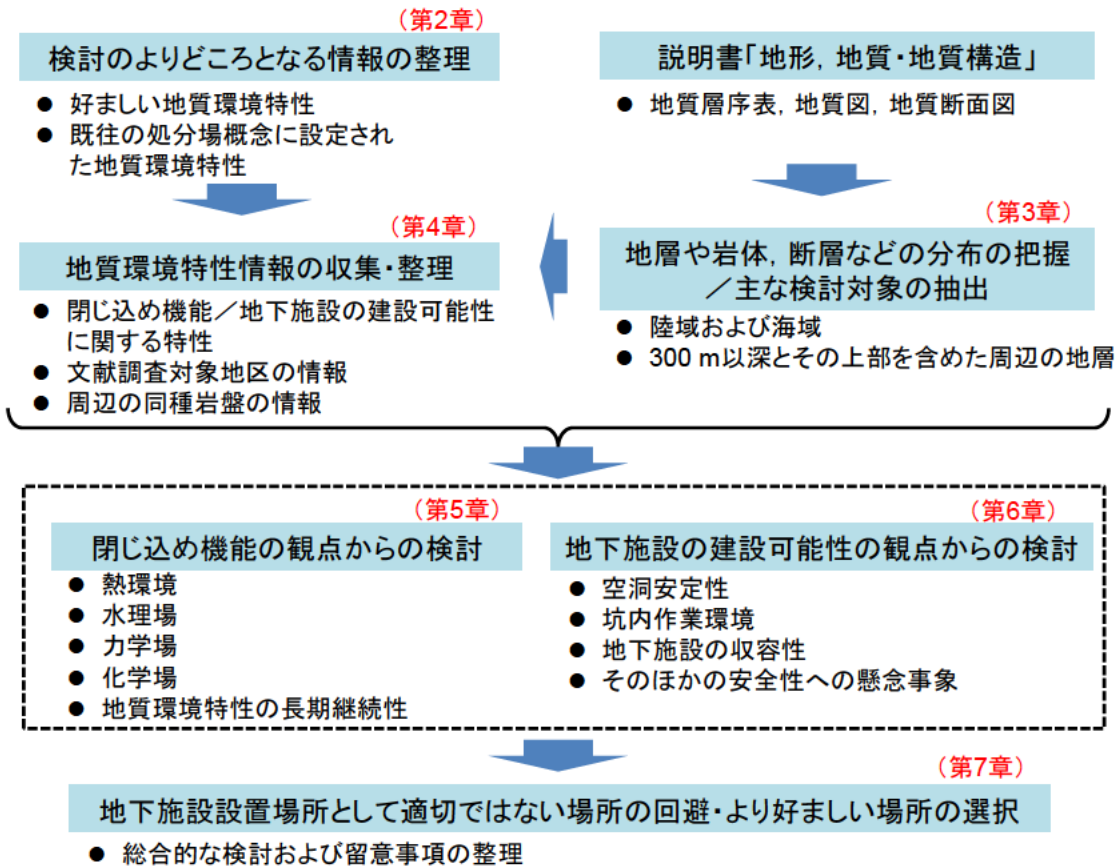 （第2章）
検討のよりどころとなる情報の整理
● 好ましい地質環境特性
● 既往の処分場概念に設定され
た地質環境特性
説明書「地形，地質・地質構造」
● 地質層序表，地質図，地質断面図
（第4章）
地質環境特性情報の収集・整理
● 閉じ込め機能／地下施設の建設可能性
に関する特性
● 文献調査対象地区の情報
● 周辺の同種岩盤の情報
（第3章）
地層や岩体，断層などの分布の把握
／主な検討対象の抽出
● 陸域および海域
● 300 m以深とその上部を含めた周辺の地層
（第5章）
閉じ込め機能の観点からの検討
● 熱環境
● 水理場
● 力学場
● 化学場
● 地質環境特性の長期継続性
（第6章）
地下施設の建設可能性の観点からの検討
● 空洞安定性
● 坑内作業環境
● 地下施設の収容性
● そのほかの安全性への懸念事象
（第7章）
地下施設設置場所として適切ではない場所の回避・より好ましい場所の選択
● 総合的な検討および留意事項の整理